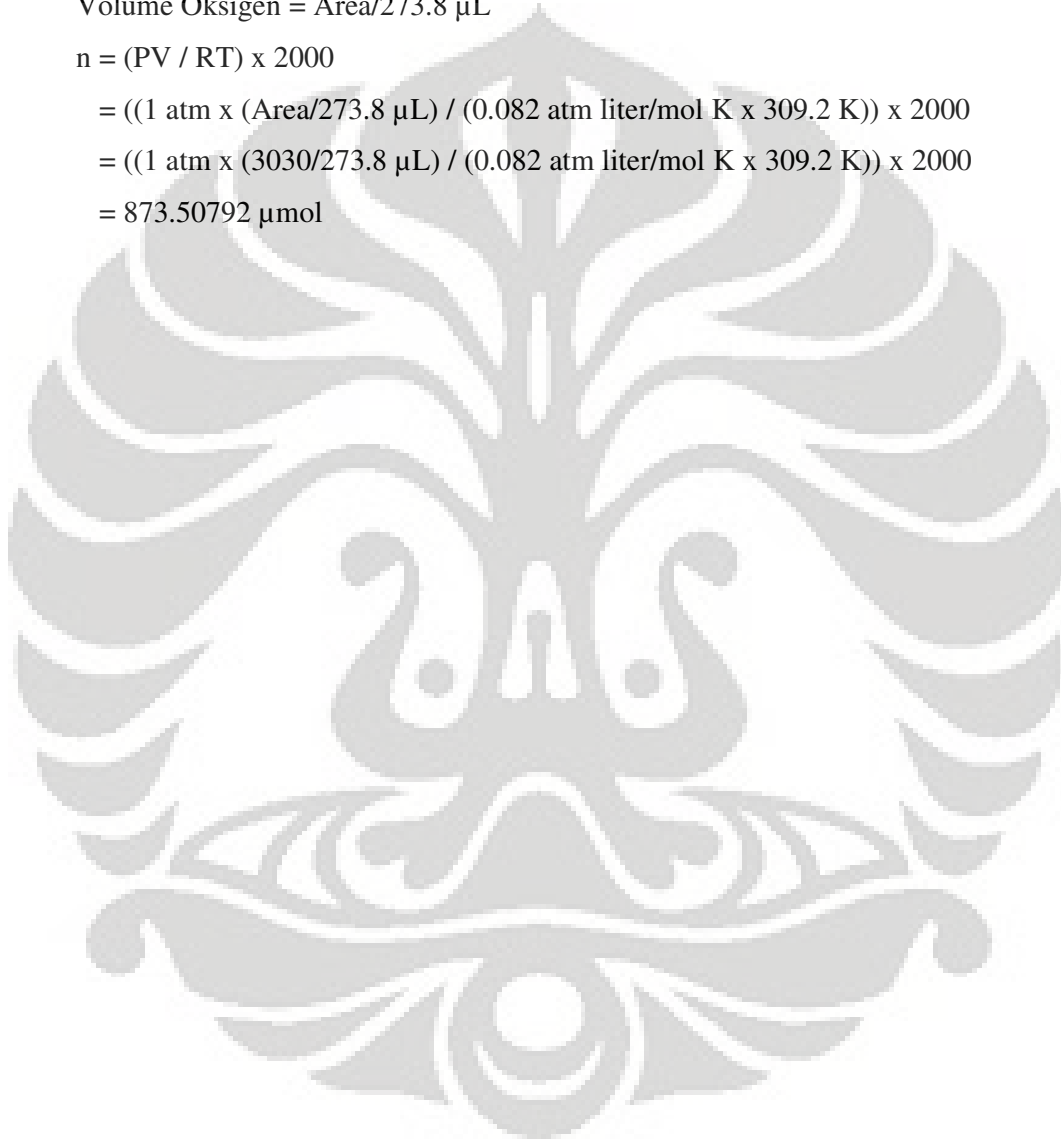 Volume Oksigen = Area/273.8 µL
n = (PV / RT) x 2000
= ((1 atm x (Area/273.8 µL) / (0.082 atm liter/mol K x 309.2 K)) x 2000
= ((1 atm x (3030/273.8 µL) / (0.082 atm liter/mol K x 309.2 K)) x 2000
= 873.50792 µmol